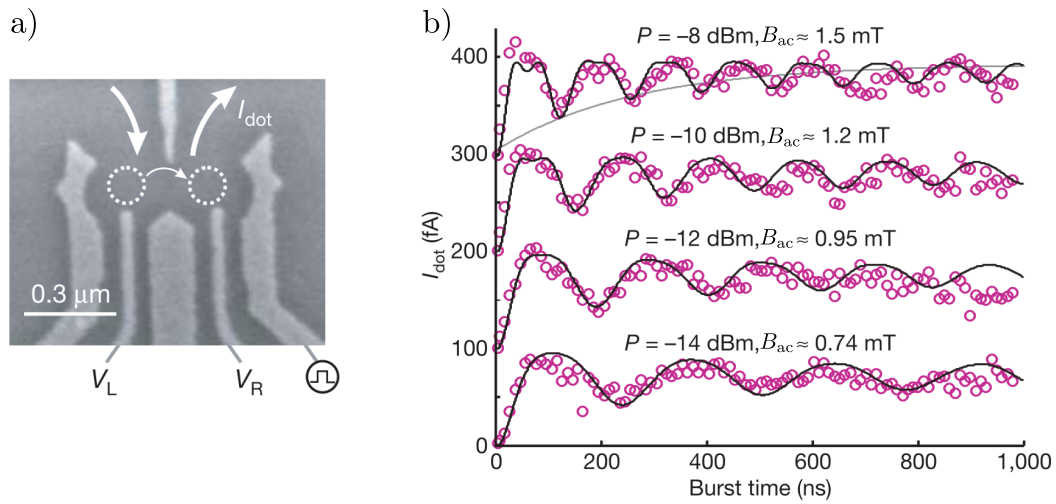 a)
I_dot
0.3 μm
V_L
V_R
b)
P = –8 dBm, B_ac ≈ 1.5 mT
P = –10 dBm, B_ac ≈ 1.2 mT
P = –12 dBm, B_ac ≈ 0.95 mT
P = –14 dBm, B_ac ≈ 0.74 mT
I_dot (fA)
400
300
200
100
0
0 200 400 600 800 1,000
Burst time (ns)